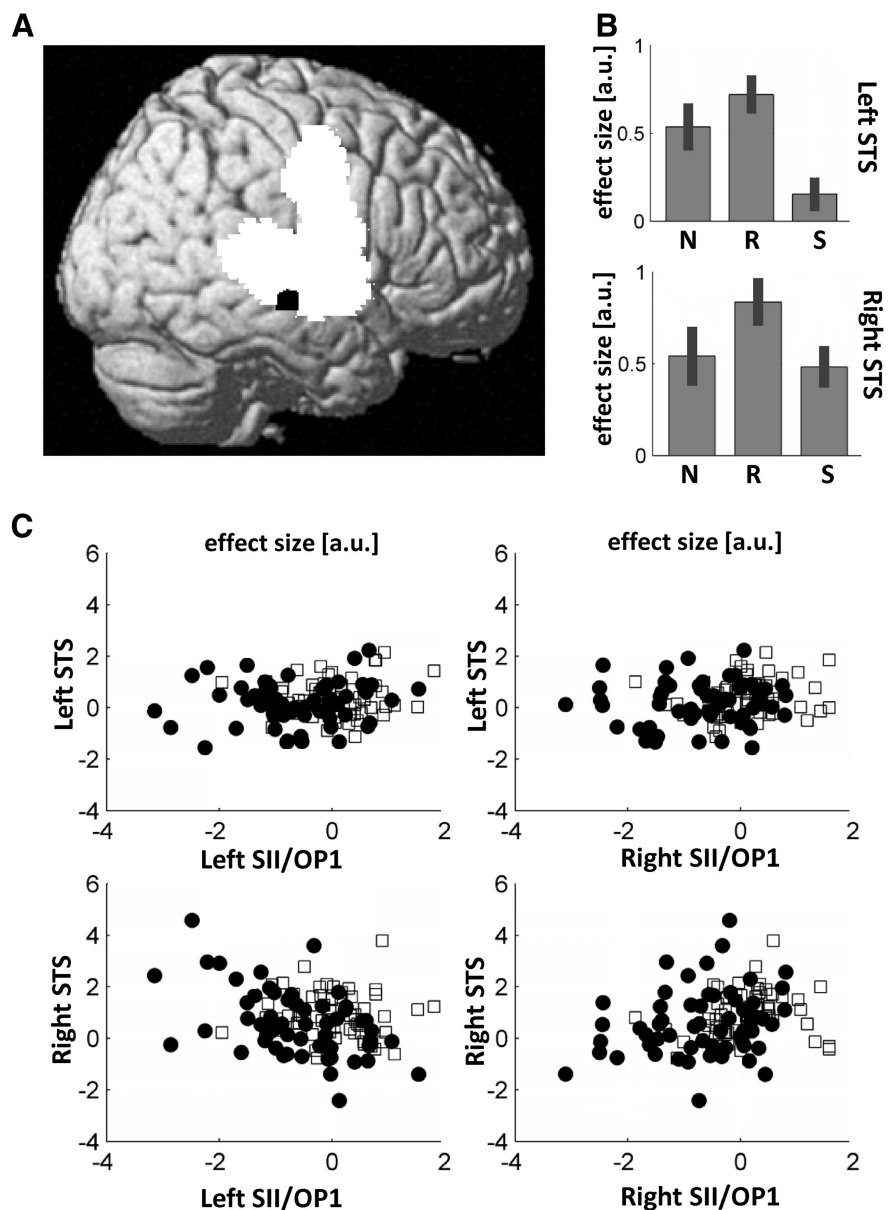 A
B
1
0.5
0
effect size [a.u.]
Left STS
N R S
1
0.5
0
effect size [a.u.]
Right STS
N R S
C
effect size [a.u.]
6
4
2
0
-2
-4
Left STS
-4 -2 0 2
Left SII/OP1
effect size [a.u.]
6
4
2
0
-2
-4
Left STS
-4 -2 0 2
Right SII/OP1
6
4
2
0
-2
-4
Right STS
-4 -2 0 2
Left SII/OP1
6
4
2
0
-2
-4
Right STS
-4 -2 0 2
Right SII/OP1